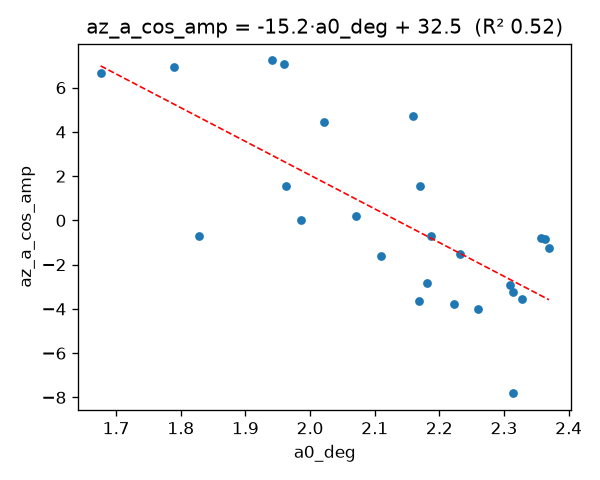 az_a_cos_amp = -15.2·a0_deg + 32.5 (R² 0.52)
6
4
2
0
−2
−4
−6
−8
az_a_cos_amp
1.7 1.8 1.9 2.0 2.1 2.2 2.3 2.4
a0_deg